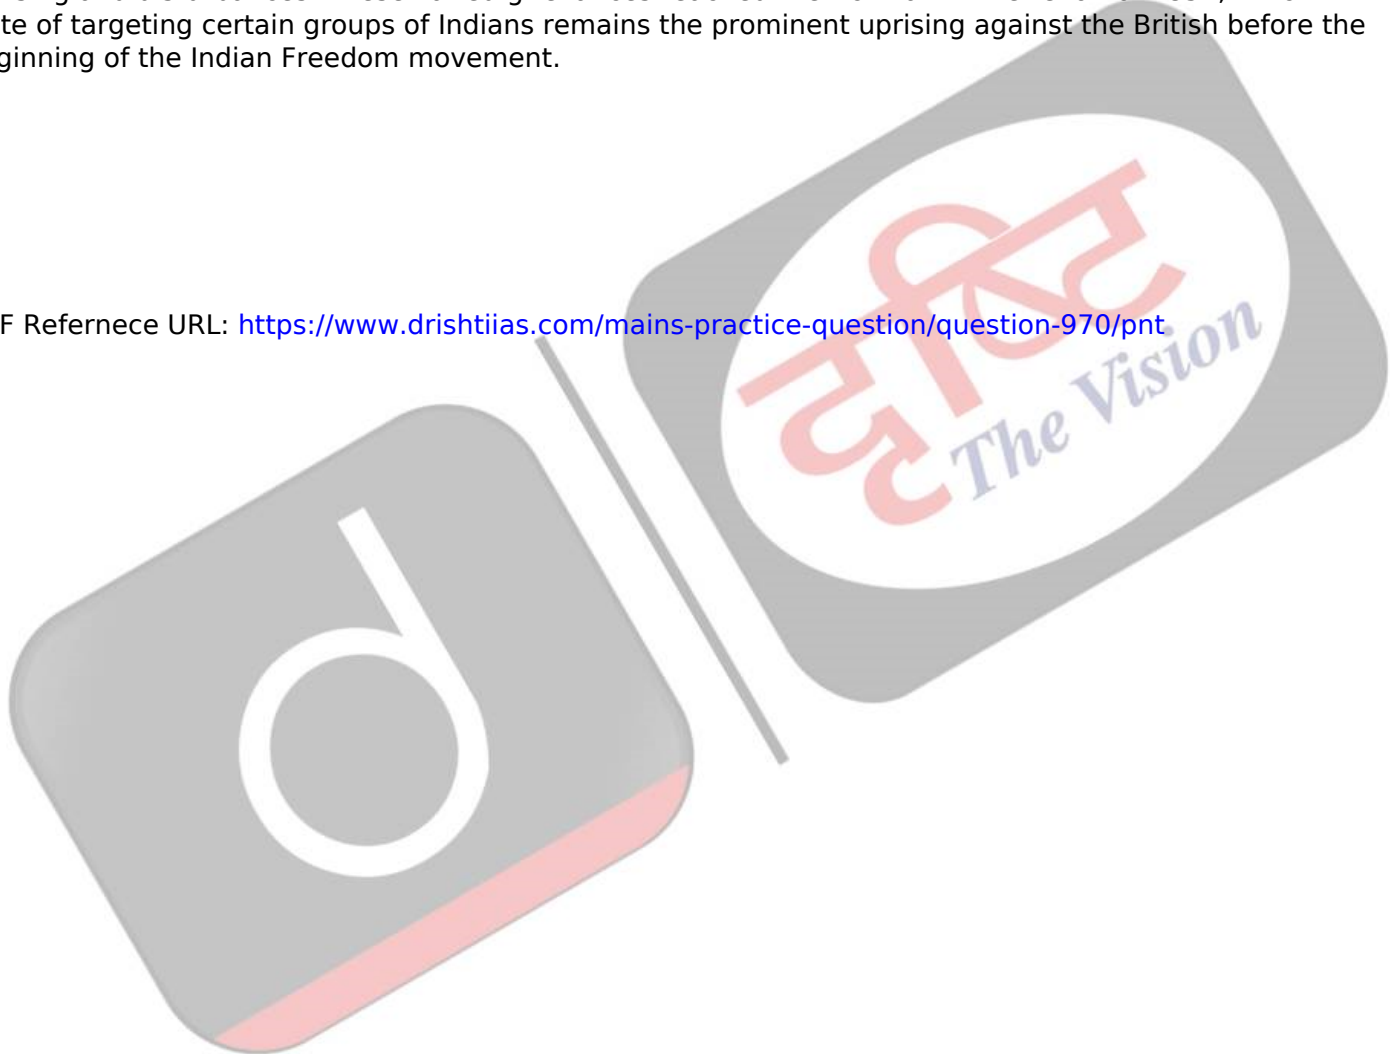 te of targeting certain groups of Indians remains the prominent uprising against the British before the
ginning of the Indian Freedom movement.
F Refernece URL: https://www.drishtiias.com/mains-practice-question/question-970/pnt
दृष्टि
The Vision
d